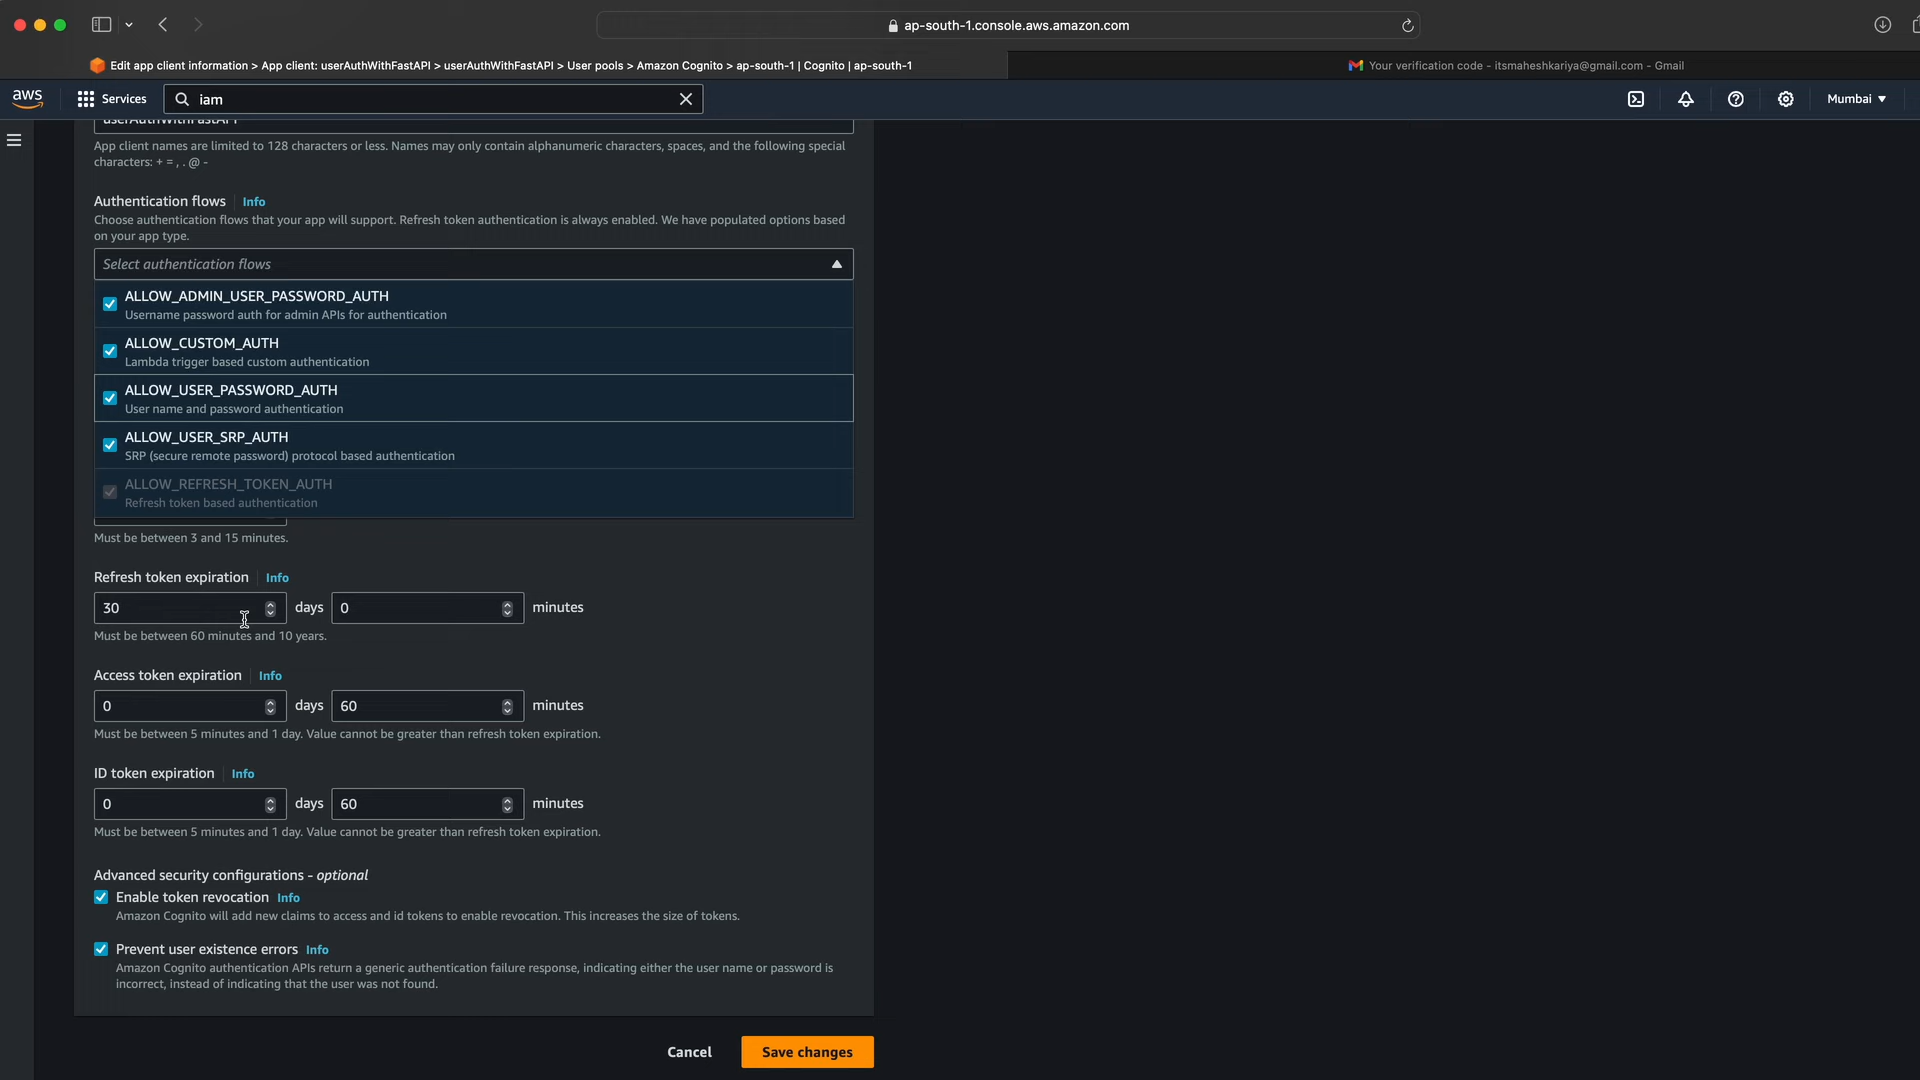 ap-south-1.console.aws.amazon.com
Edit app client information > App client: userAuthWithFastAPI > userAuthWithFastAPI > User pools > Amazon Cognito > ap-south-1 | Cognito | ap-south-1
Your verification code - itsmaheshkariya@gmail.com - Gmail
aws
Services
iam
Mumbai
userAuthWithFastAPI
App client names are limited to 128 characters or less. Names may only contain alphanumeric characters, spaces, and the following special
characters: + = , . @ -
Authentication flows Info
Choose authentication flows that your app will support. Refresh token authentication is always enabled. We have populated options based
on your app type.
Select authentication flows
ALLOW_ADMIN_USER_PASSWORD_AUTH
Username password auth for admin APIs for authentication
ALLOW_CUSTOM_AUTH
Lambda trigger based custom authentication
ALLOW_USER_PASSWORD_AUTH
User name and password authentication
ALLOW_USER_SRP_AUTH
SRP (secure remote password) protocol based authentication
ALLOW_REFRESH_TOKEN_AUTH
Refresh token based authentication
Must be between 3 and 15 minutes.
Refresh token expiration Info
30 days 0 minutes
Must be between 60 minutes and 10 years.
Access token expiration Info
0 days 60 minutes
Must be between 5 minutes and 1 day. Value cannot be greater than refresh token expiration.
ID token expiration Info
0 days 60 minutes
Must be between 5 minutes and 1 day. Value cannot be greater than refresh token expiration.
Advanced security configurations - optional
Enable token revocation Info
Amazon Cognito will add new claims to access and id tokens to enable revocation. This increases the size of tokens.
Prevent user existence errors Info
Amazon Cognito authentication APIs return a generic authentication failure response, indicating either the user name or password is
incorrect, instead of indicating that the user was not found.
Cancel
Save changes